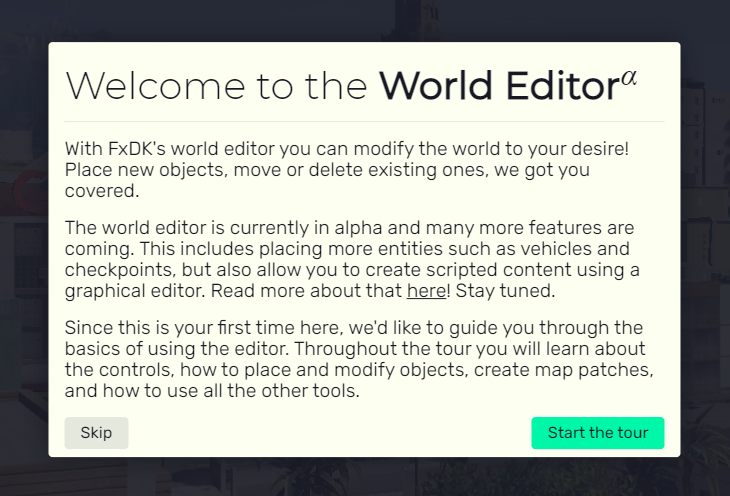 Welcome to the World Editorα
With FxDK's world editor you can modify the world to your desire!
Place new objects, move or delete existing ones, we got you
covered.
The world editor is currently in alpha and many more features are
coming. This includes placing more entities such as vehicles and
checkpoints, but also allow you to create scripted content using a
graphical editor. Read more about that here! Stay tuned.
Since this is your first time here, we'd like to guide you through the
basics of using the editor. Throughout the tour you will learn about
the controls, how to place and modify objects, create map patches,
and how to use all the other tools.
Skip
Start the tour